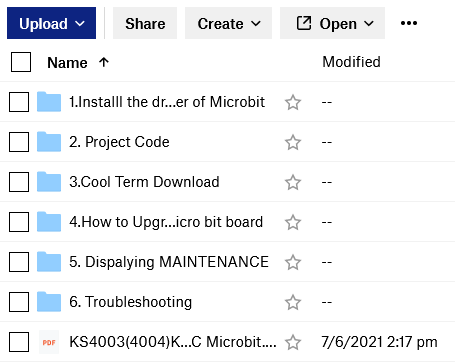 Upload Share Create Open •••
Name ↑ Modified
1.Installl the dr...er of Microbit --
2. Project Code --
3.Cool Term Download --
4.How to Upgr...icro bit board --
5. Dispalying MAINTENANCE --
6. Troubleshooting --
PDF KS4003(4004)K...C Microbit.... 7/6/2021 2:17 pm